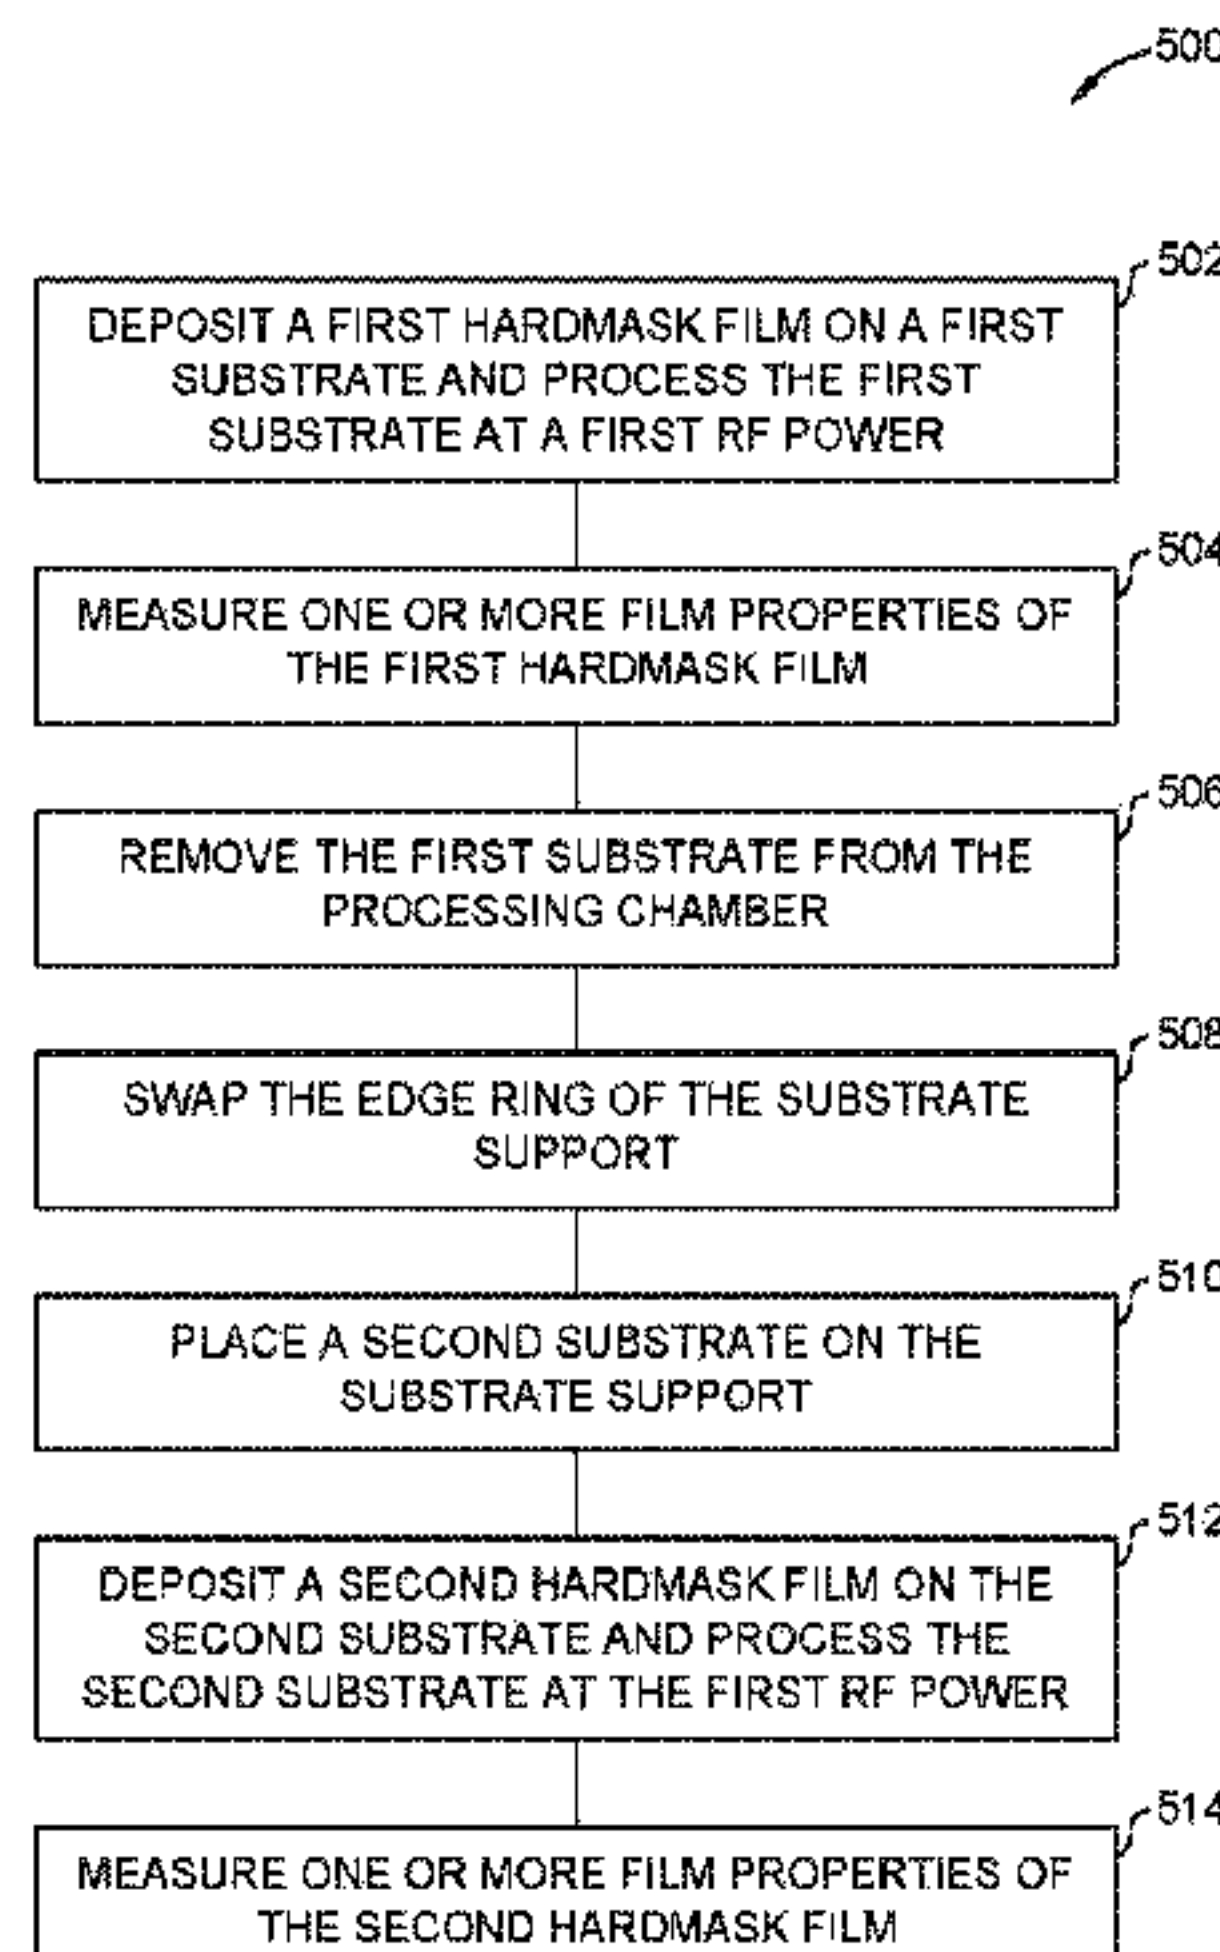 500
502
DEPOSIT A FIRST HARDMASK FILM ON A FIRST
SUBSTRATE AND PROCESS THE FIRST
SUBSTRATE AT A FIRST RF POWER
504
MEASURE ONE OR MORE FILM PROPERTIES OF
THE FIRST HARDMASK FILM
506
REMOVE THE FIRST SUBSTRATE FROM THE
PROCESSING CHAMBER
508
SWAP THE EDGE RING OF THE SUBSTRATE
SUPPORT
510
PLACE A SECOND SUBSTRATE ON THE
SUBSTRATE SUPPORT
512
DEPOSIT A SECOND HARDMASK FILM ON THE
SECOND SUBSTRATE AND PROCESS THE
SECOND SUBSTRATE AT THE FIRST RF POWER
514
MEASURE ONE OR MORE FILM PROPERTIES OF
THE SECOND HARDMASK FILM